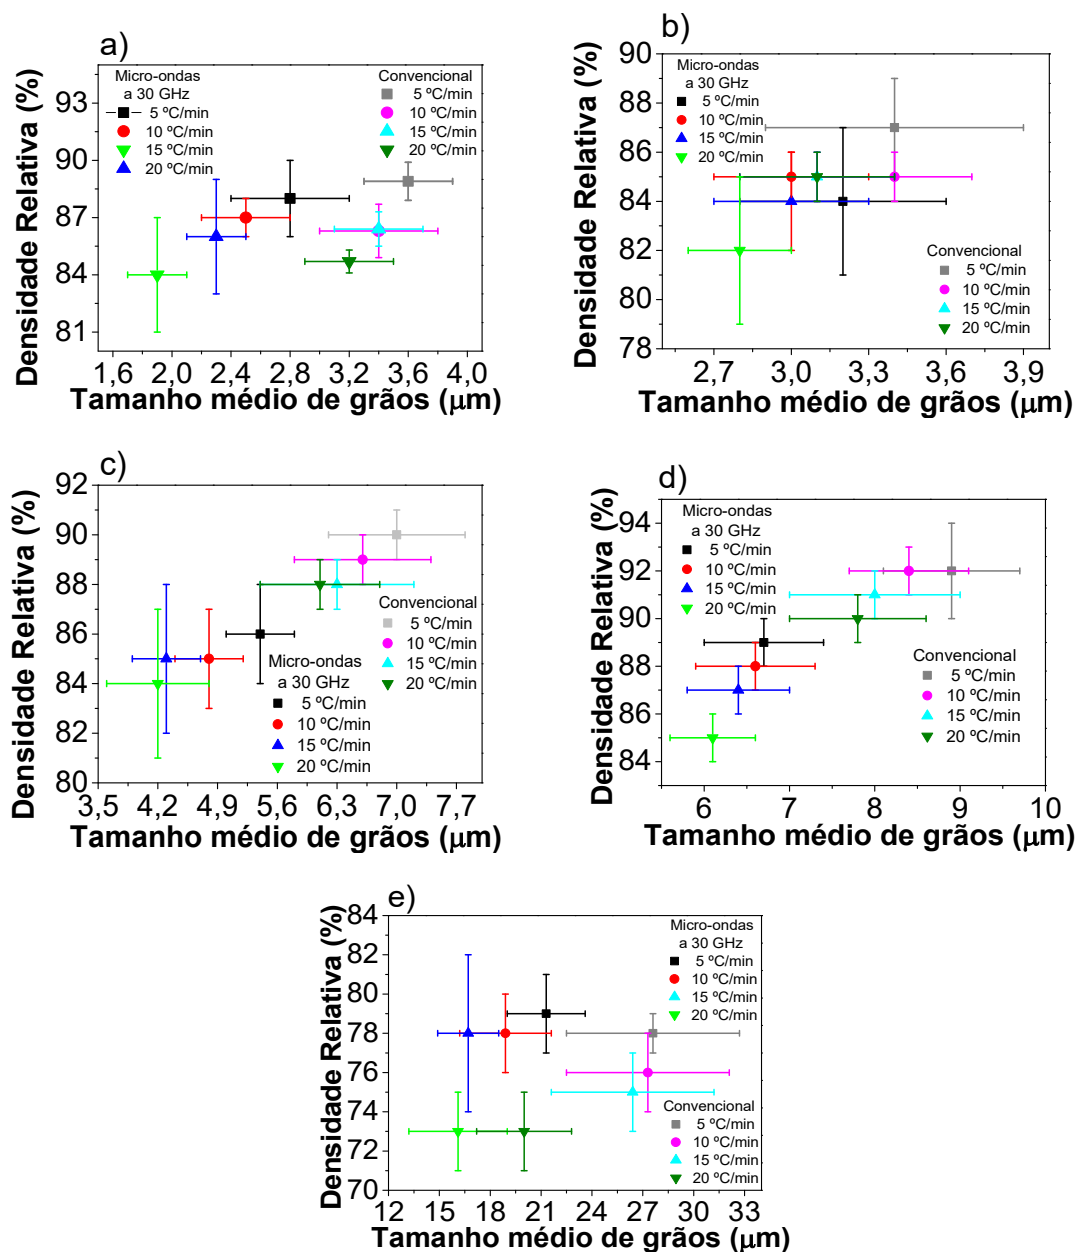 a)
Densidade Relativa (%)
93
90
87
84
81
Micro-ondas
a 30 GHz
5 ºC/min
10 ºC/min
15 ºC/min
20 ºC/min
Convencional
5 ºC/min
10 ºC/min
15 ºC/min
20 ºC/min
1,6 2,0 2,4 2,8 3,2 3,6 4,0
Tamanho médio de grãos (μm)
b)
Densidade Relativa (%)
90
88
86
84
82
80
78
Micro-ondas
a 30 GHz
5 ºC/min
10 ºC/min
15 ºC/min
20 ºC/min
Convencional
5 ºC/min
10 ºC/min
15 ºC/min
20 ºC/min
2,7 3,0 3,3 3,6 3,9
Tamanho médio de grãos (μm)
c)
Densidade Relativa (%)
92
90
88
86
84
82
80
Convencional
5 ºC/min
10 ºC/min
15 ºC/min
20 ºC/min
Micro-ondas
a 30 GHz
5 ºC/min
10 ºC/min
15 ºC/min
20 ºC/min
3,5 4,2 4,9 5,6 6,3 7,0 7,7
Tamanho médio de grãos (μm)
d)
Densidade Relativa (%)
94
92
90
88
86
84
Micro-ondas
a 30 GHz
5 ºC/min
10 ºC/min
15 ºC/min
20 ºC/min
Convencional
5 ºC/min
10 ºC/min
15 ºC/min
20 ºC/min
6 7 8 9 10
Tamanho médio de grãos (μm)
e)
Densidade Relativa (%)
84
82
80
78
76
74
72
70
Micro-ondas
a 30 GHz
5 ºC/min
10 ºC/min
15 ºC/min
20 ºC/min
Convencional
5 ºC/min
10 ºC/min
15 ºC/min
20 ºC/min
12 15 18 21 24 27 30 33
Tamanho médio de grãos (μm)